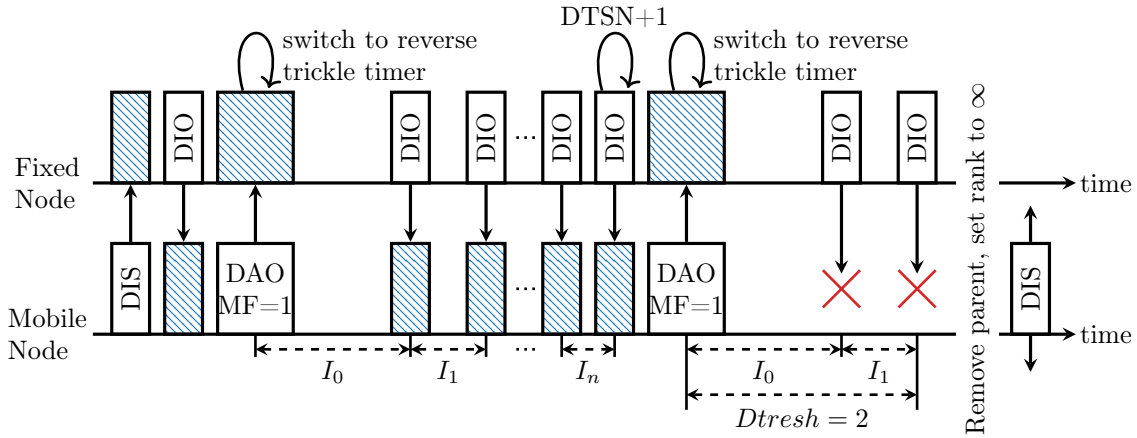 DTSN+1
switch to reverse
trickle timer
switch to reverse
trickle timer
DIO
DIO
DIO
...
DIO
DIO
DIO
DIO
Fixed
Node
time
DIS
DAO
MF=1
...
DAO
MF=1
Remove parent, set rank to ∞
DIS
Mobile
Node
time
I₀
I₁
...
Iₙ
I₀
I₁
Dtresh = 2